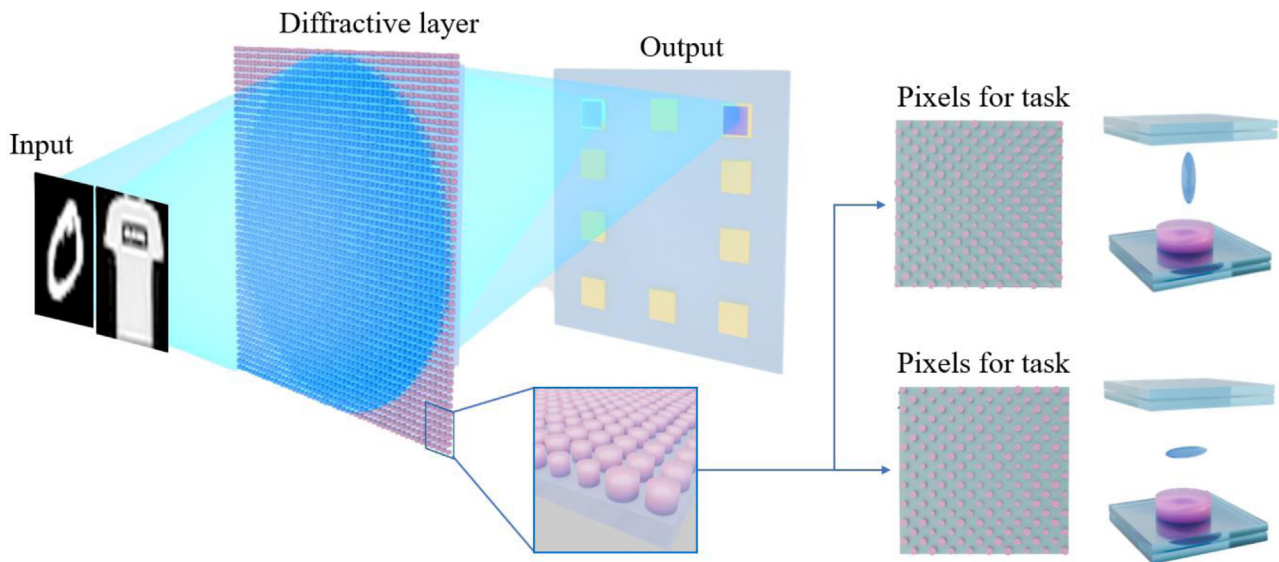 Diffractive layer
Output
Input
Pixels for task
Pixels for task